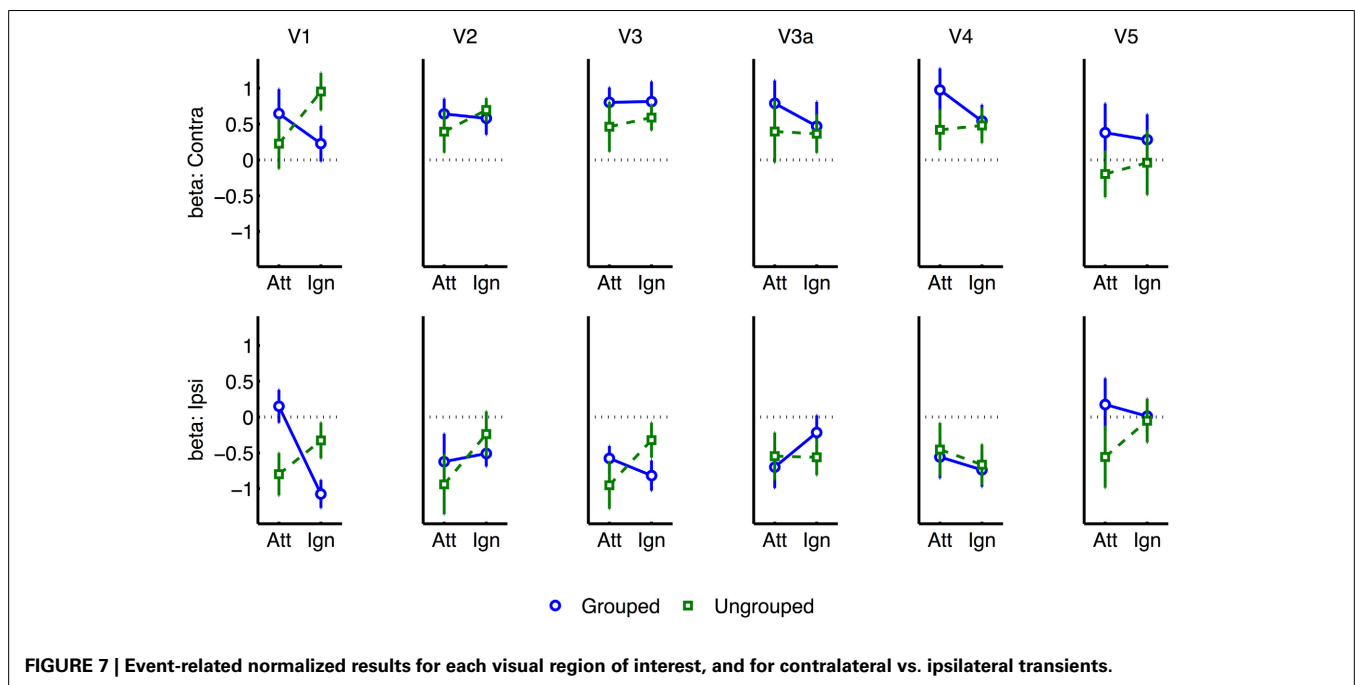 V1 V2 V3 V3a V4 V5
beta: Contra
1
0.5
0
−0.5
−1
Att Ign Att Ign Att Ign Att Ign Att Ign Att Ign
beta: Ipsi
1
0.5
0
−0.5
−1
Att Ign Att Ign Att Ign Att Ign Att Ign Att Ign
Grouped Ungrouped
FIGURE 7 | Event-related normalized results for each visual region of interest, and for contralateral vs. ipsilateral transients.